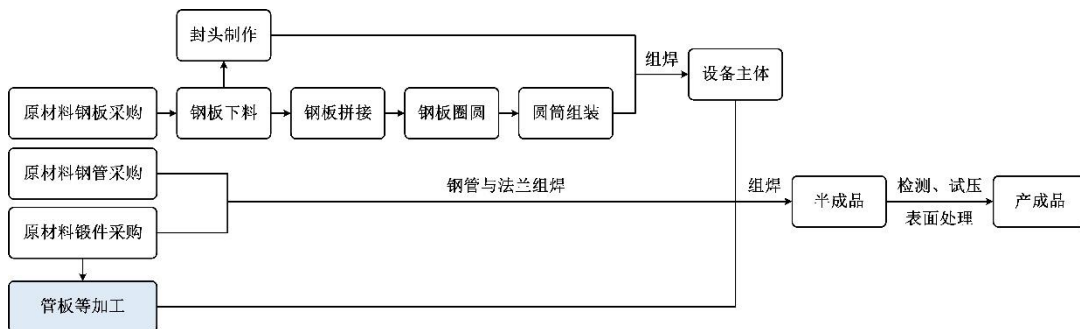 封头制作
组焊
设备主体
原材料钢板采购
钢板下料
钢板拼接
钢板圈圆
圆筒组装
原材料钢管采购
钢管与法兰组焊
组焊
半成品
检测、试压
表面处理
产成品
原材料锻件采购
管板等加工